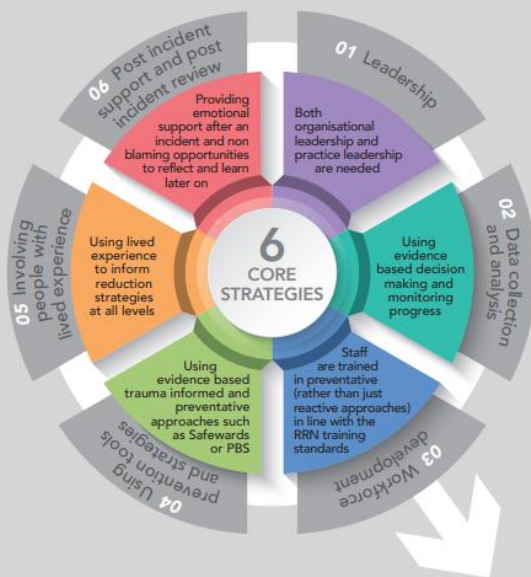 6
CORE
STRATEGIES
01 Leadership
Both
organisational
leadership and
practice leadership
are needed
02 Data collection
and analysis
Using
evidence
based decision
making and
monitoring
progress
03 Workforce
development
Staff
are trained
in preventative
(rather than just
reactive approaches)
in line with the
RRN training
standards
04 Using
prevention tools
and strategies
Using
evidence based
trauma informed and
preventative
approaches such
as Safewards
or PBS
05 Involving
people with
lived experience
Using lived
experience
to inform
reduction
strategies
at all levels
06 Post incident
support and post
incident review
Providing
emotional
support after an
incident and non
blaming opportunities
to reflect and learn
later on